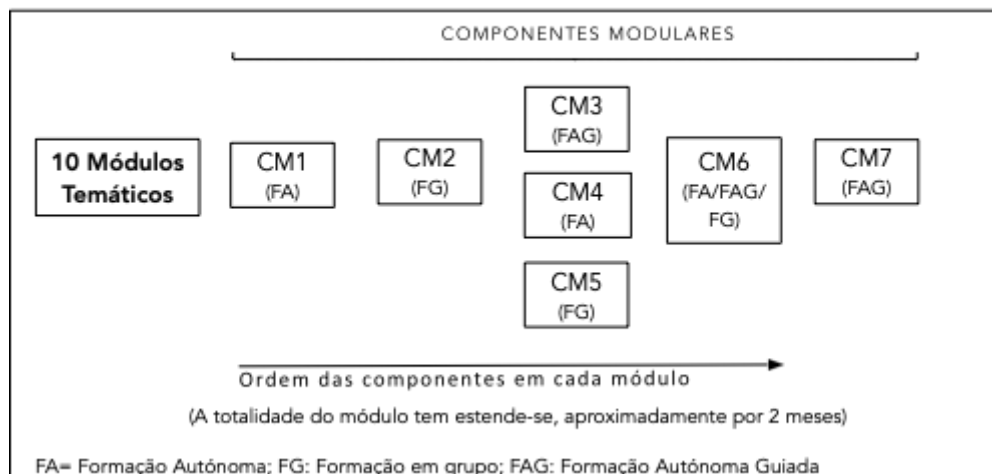 COMPONENTES MODULARES
10 Módulos
Temáticos
CM1
(FA)
CM2
(FG)
CM3
(FAG)
CM4
(FA)
CM5
(FG)
CM6
(FA/FAG/
FG)
CM7
(FAG)
Ordem das componentes em cada módulo
(A totalidade do módulo tem estende-se, aproximadamente por 2 meses)
FA= Formação Autónoma; FG: Formação em grupo; FAG: Formação Autónoma Guiada